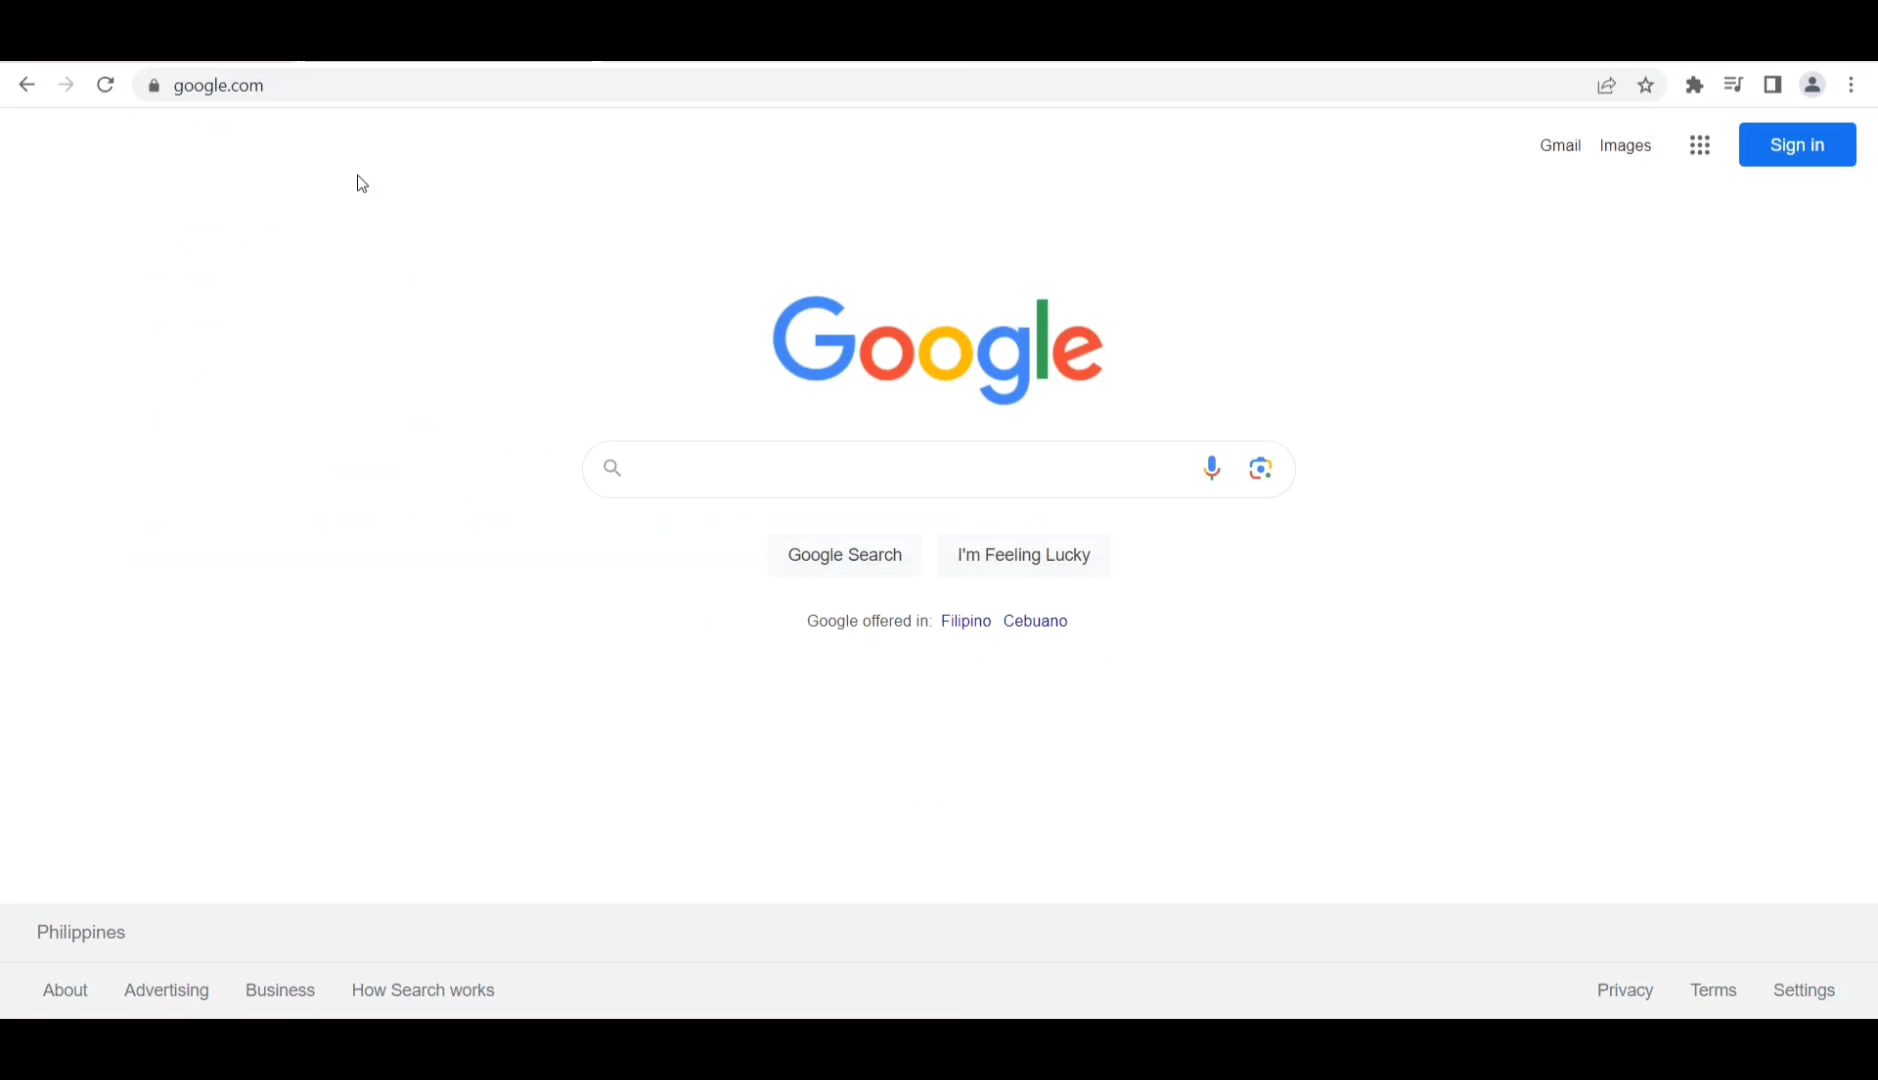 google.com
Gmail Images Sign in
Google
Google Search I'm Feeling Lucky
Google offered in: Filipino Cebuano
Philippines
About Advertising Business How Search works Privacy Terms Settings